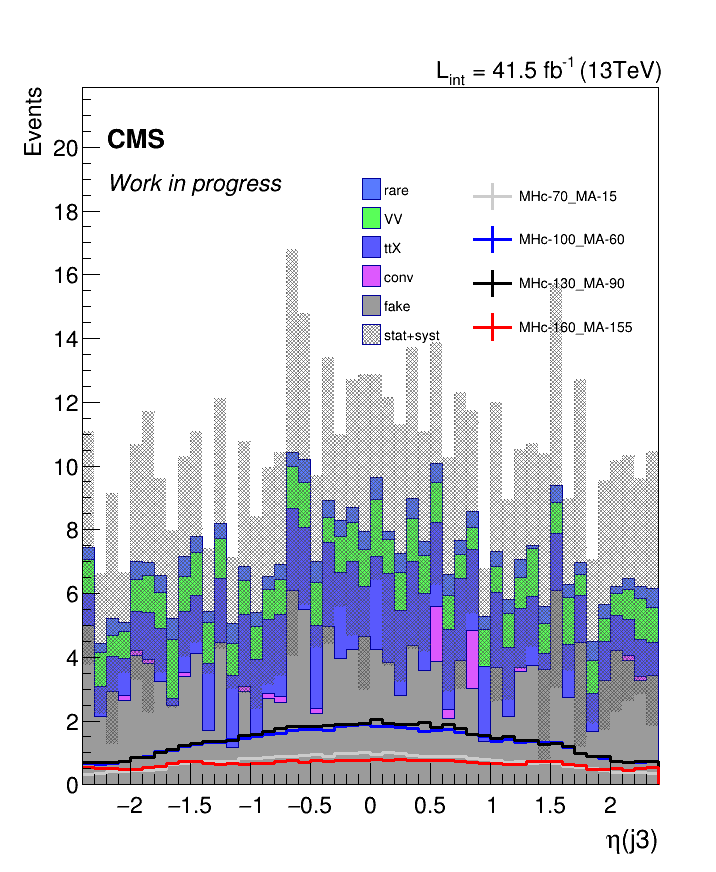 L_int = 41.5 fb^-1 (13TeV)
Events
CMS
Work in progress
rare
VV
ttX
conv
fake
stat+syst
MHc-70_MA-15
MHc-100_MA-60
MHc-130_MA-90
MHc-160_MA-155
20
18
16
14
12
10
8
6
4
2
0
−2 −1.5 −1 −0.5 0 0.5 1 1.5 2
η(j3)